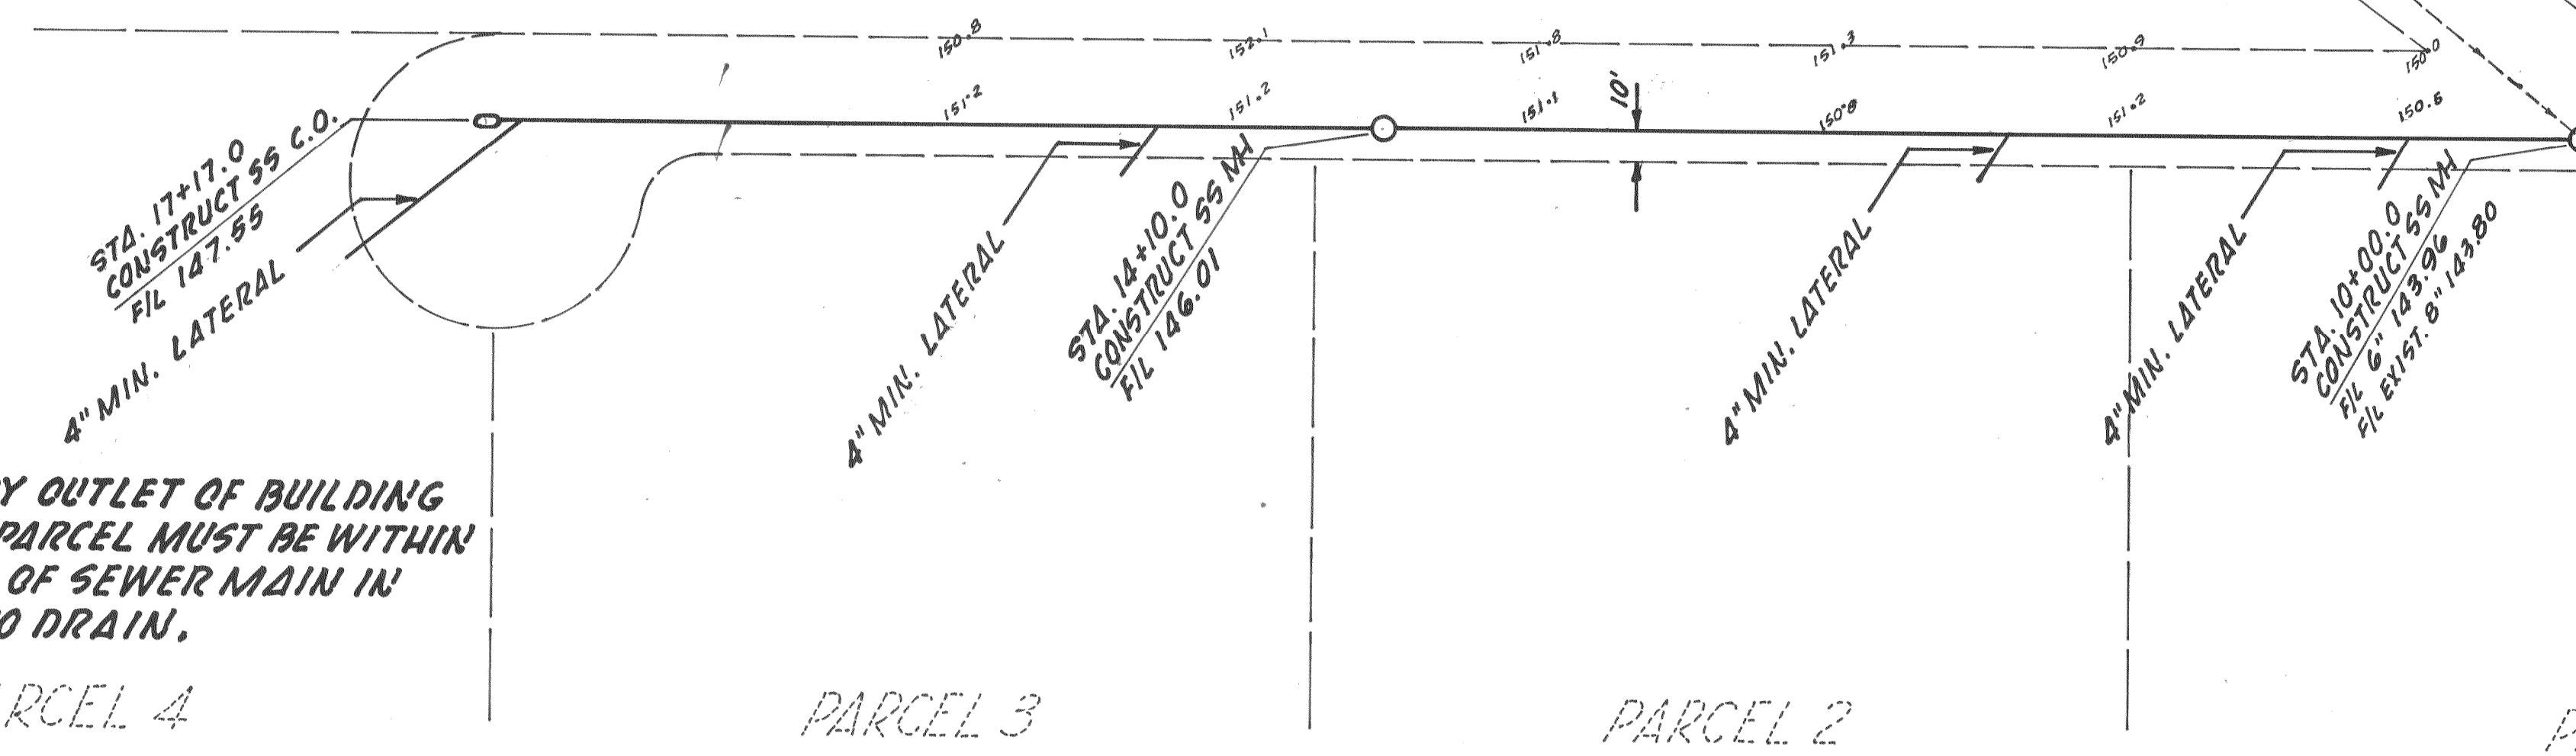 150.8
152.1
151.8
151.3
150.9
150.0
151.2
151.2
151.1
150.8
151.2
10'
STA. 17+17.0
CONSTRUCT SS C.O.
F/L 147.55
4" MIN. LATERAL
4" MIN. LATERAL
STA. 14+10.0
CONSTRUCT SS MH
F/L 146.01
4" MIN. LATERAL
4" MIN. LATERAL
STA. 10+00.0
CONSTRUCT SS MH
F/L 6" 143.96
F/L EXIST. 8" 143.80
Y OUTLET OF BUILDING
PARCEL MUST BE WITHIN
OF SEWER MAIN IN
O DRAIN.
RCEL 4
PARCEL 3
PARCEL 2
P